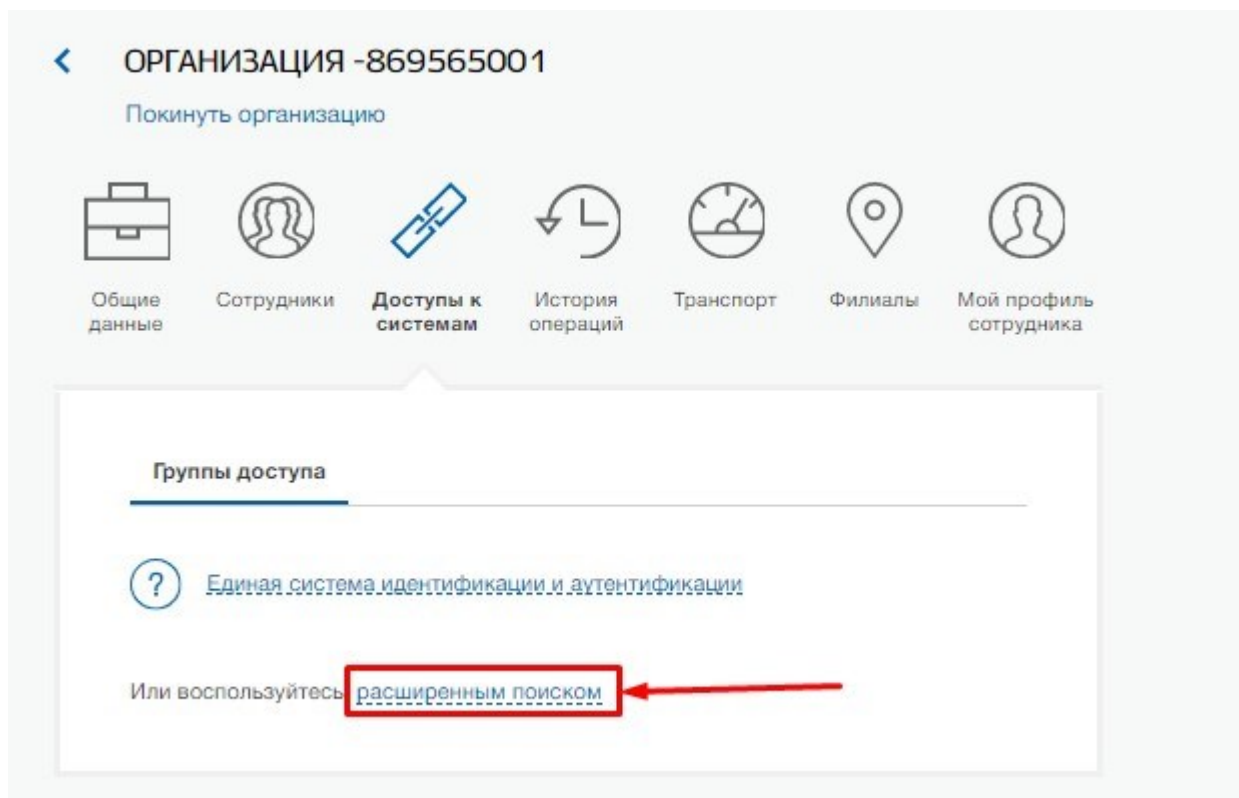 ОРГАНИЗАЦИЯ -869565001
Покинуть организацию
Общие данные
Сотрудники
Доступы к системам
История операций
Транспорт
Филиалы
Мой профиль сотрудника
Группы доступа
? Единая система идентификации и аутентификации
Или воспользуйтесь расширенным поиском